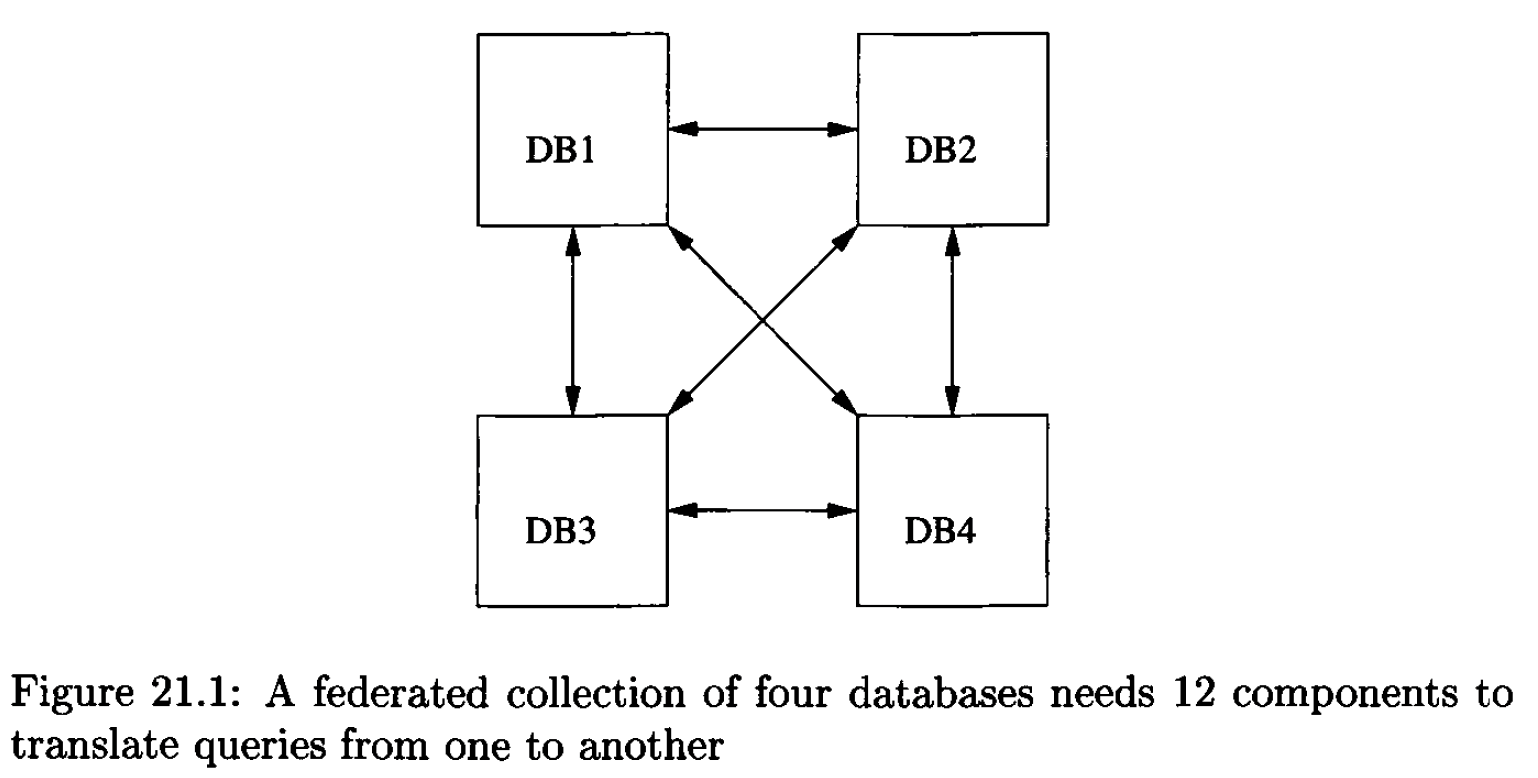 DB1
DB2
DB3
DB4
Figure 21.1: A federated collection of four databases needs 12 components to
translate queries from one to another